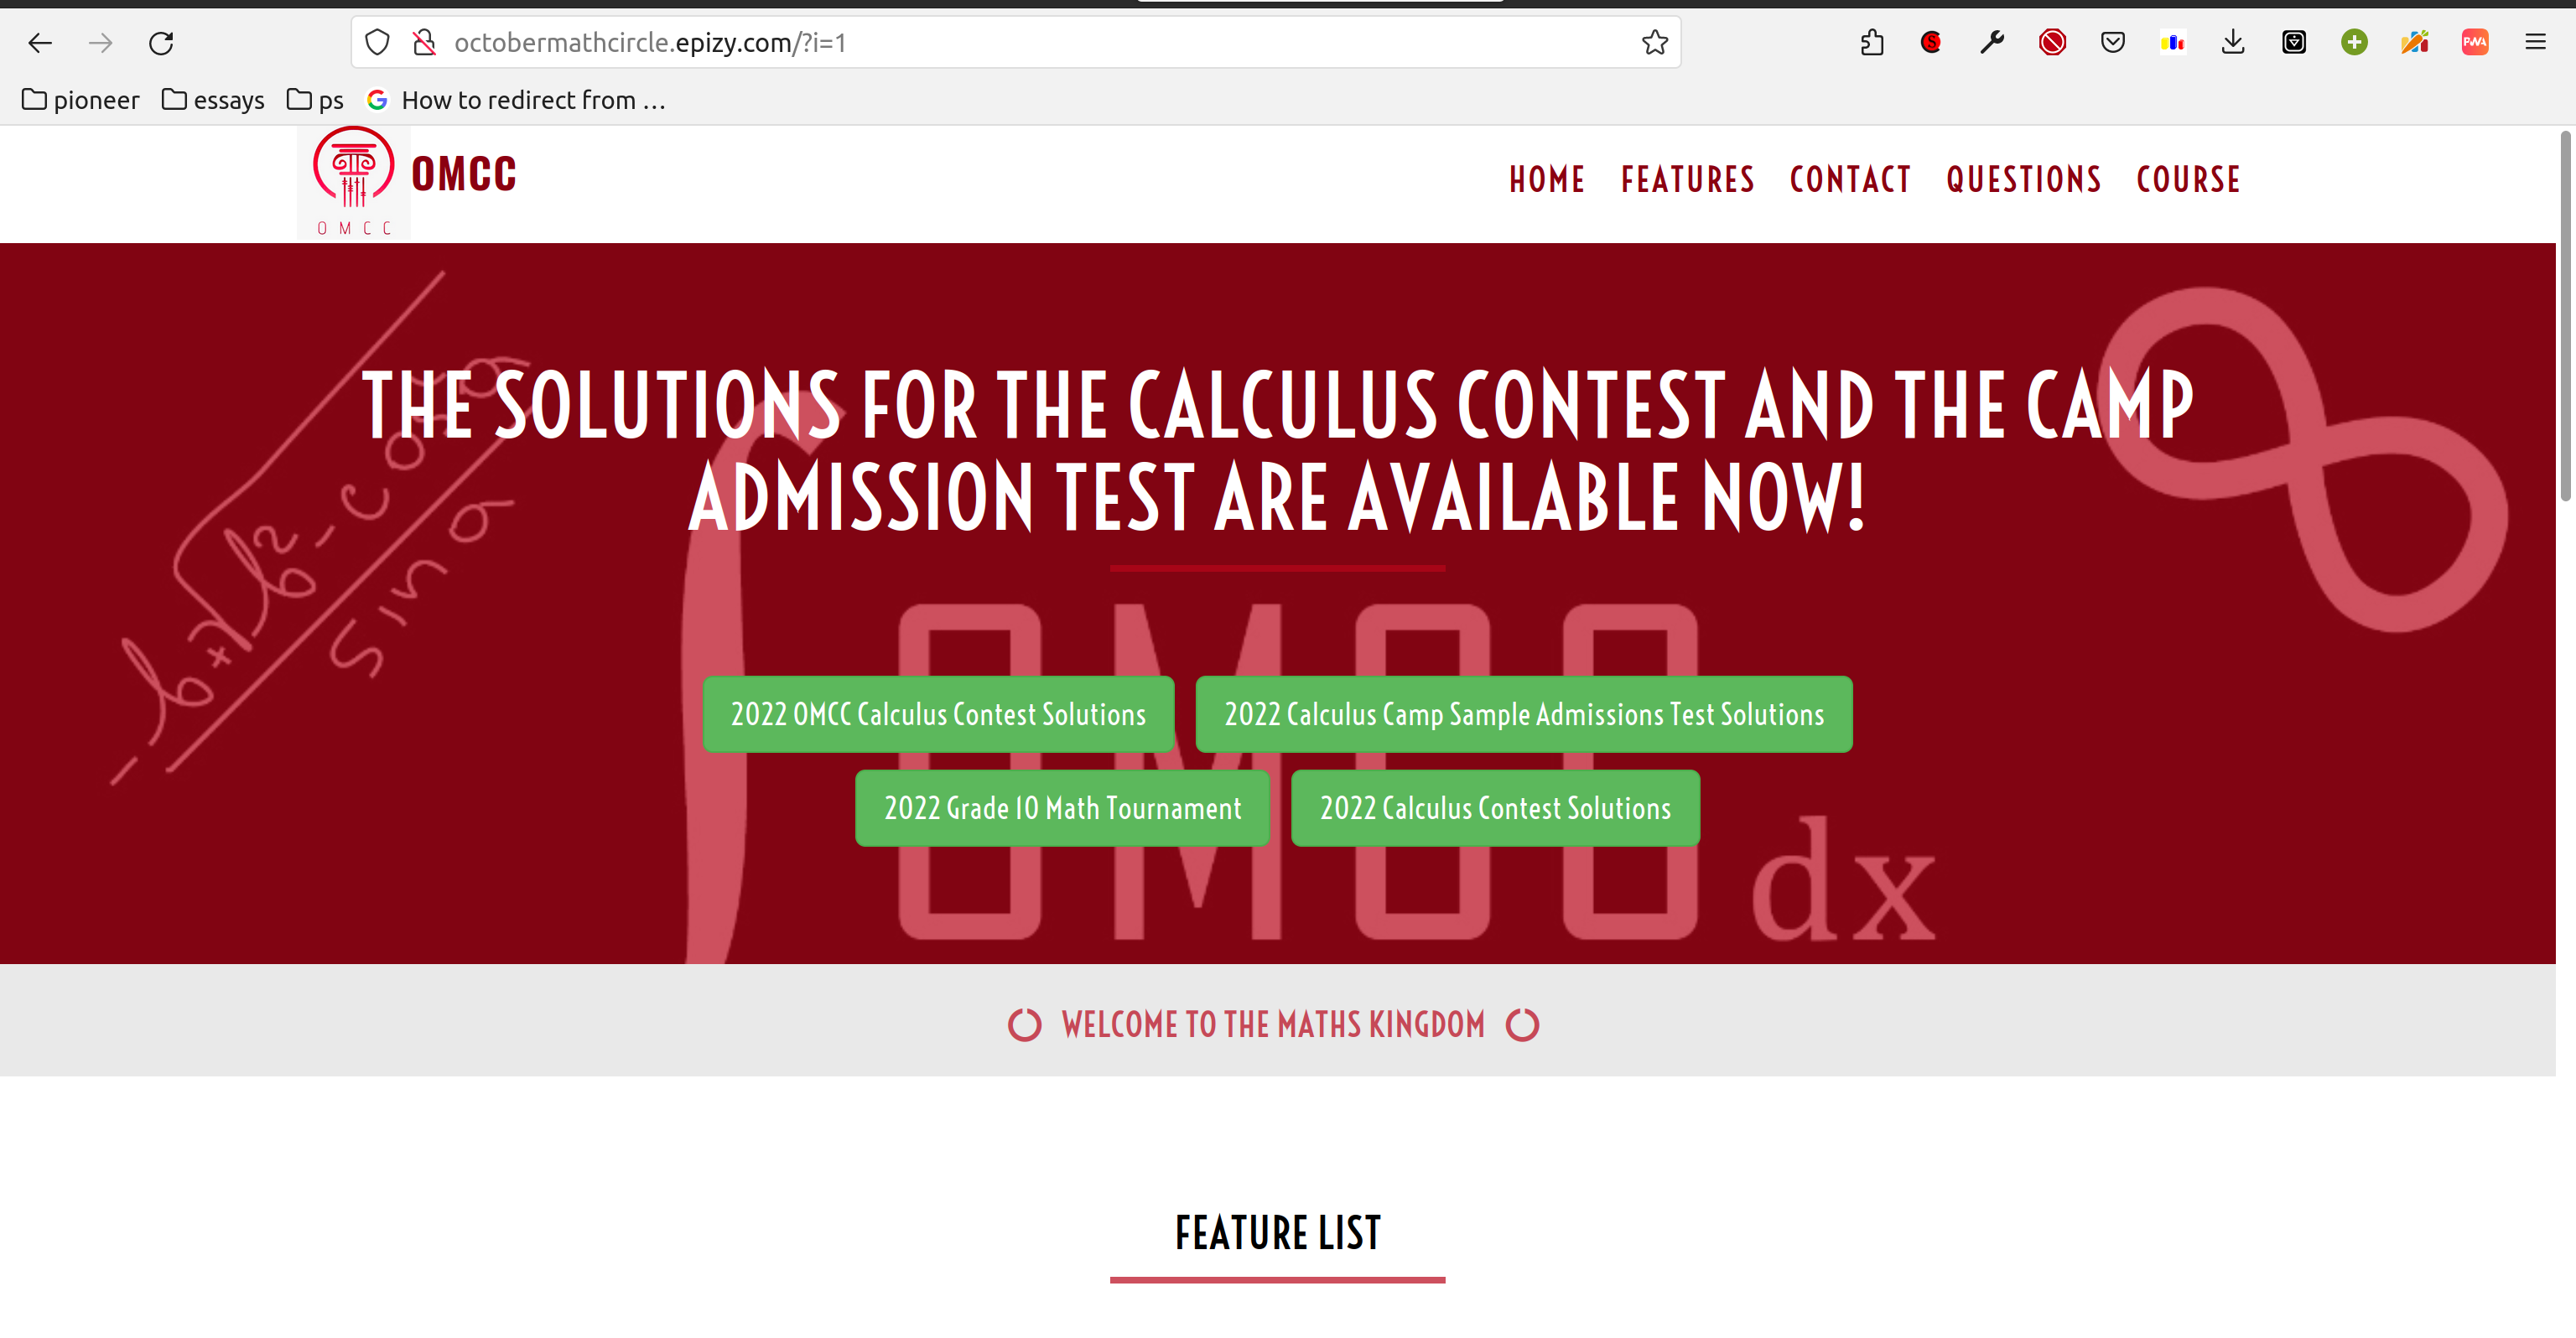 octobermathcircle.epizy.com/?i=1
pioneer essays ps How to redirect from ...
OMCC
OMCC
HOME FEATURES CONTACT QUESTIONS COURSE
THE SOLUTIONS FOR THE CALCULUS CONTEST AND THE CAMP
ADMISSION TEST ARE AVAILABLE NOW!
-b+√b²-cosa
sina
∫OMCC dx
2022 OMCC Calculus Contest Solutions
2022 Calculus Camp Sample Admissions Test Solutions
2022 Grade 10 Math Tournament
2022 Calculus Contest Solutions
WELCOME TO THE MATHS KINGDOM
FEATURE LIST